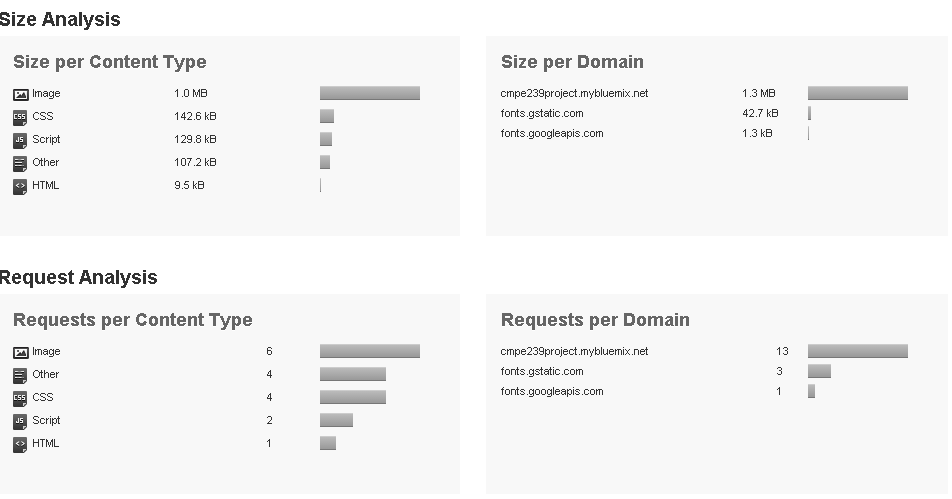 Size Analysis
Size per Content Type
Image 1.0 MB
CSS CSS 142.6 kB
JS Script 129.8 kB
Other 107.2 kB
<> HTML 9.5 kB
Size per Domain
cmpe239project.mybluemix.net 1.3 MB
fonts.gstatic.com 42.7 kB
fonts.googleapis.com 1.3 kB
Request Analysis
Requests per Content Type
Image 6
Other 4
CSS CSS 4
JS Script 2
<> HTML 1
Requests per Domain
cmpe239project.mybluemix.net 13
fonts.gstatic.com 3
fonts.googleapis.com 1